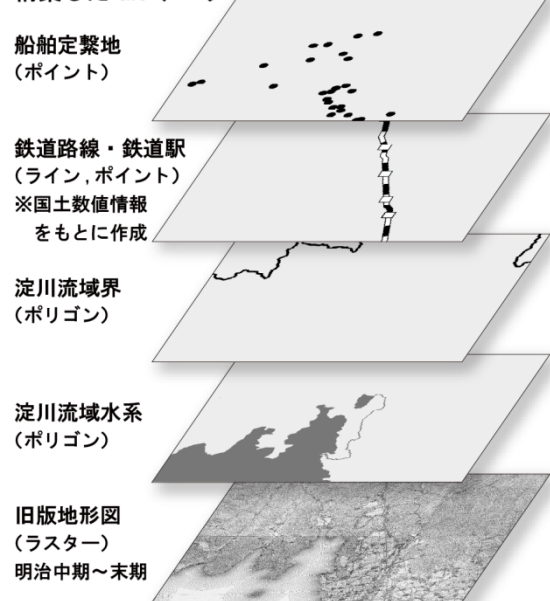 船舶定繋地
（ポイント）
鉄道路線・鉄道駅
（ライン，ポイント）
※国土数値情報
をもとに作成
淀川流域界
（ポリゴン）
淀川流域水系
（ポリゴン）
旧版地形図
（ラスター）
明治中期～末期